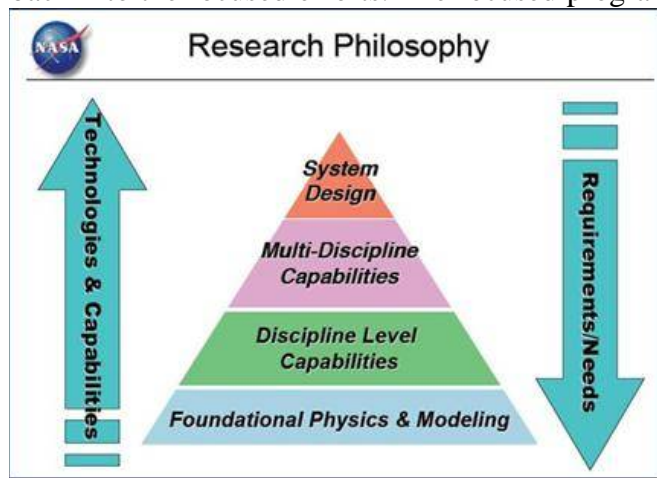 NASA
Research Philosophy
Technologies & Capabilities
System
Design
Multi-Discipline
Capabilities
Discipline Level
Capabilities
Foundational Physics & Modeling
Requirements/Needs